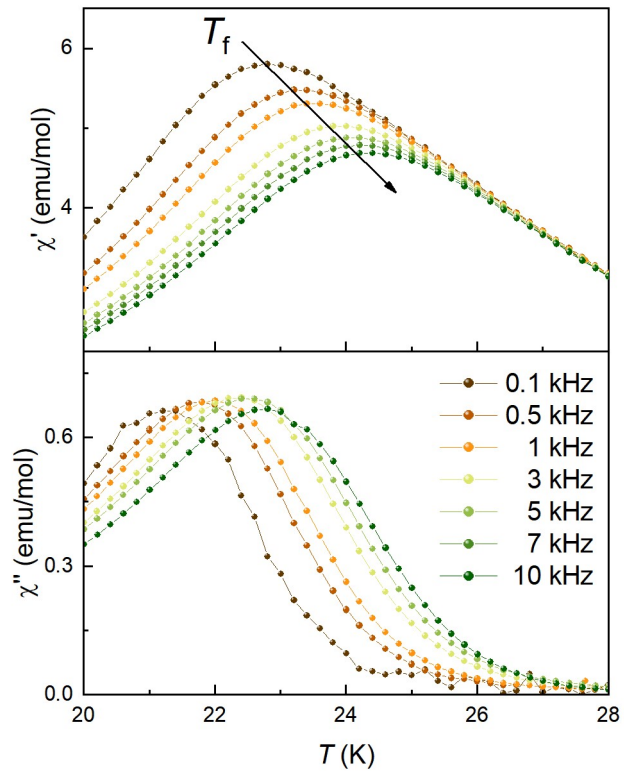 6
T_f
4
χ' (emu/mol)
0.1 kHz
0.5 kHz
1 kHz
3 kHz
5 kHz
7 kHz
10 kHz
0.6
0.3
0.0
χ" (emu/mol)
20 22 24 26 28
T (K)